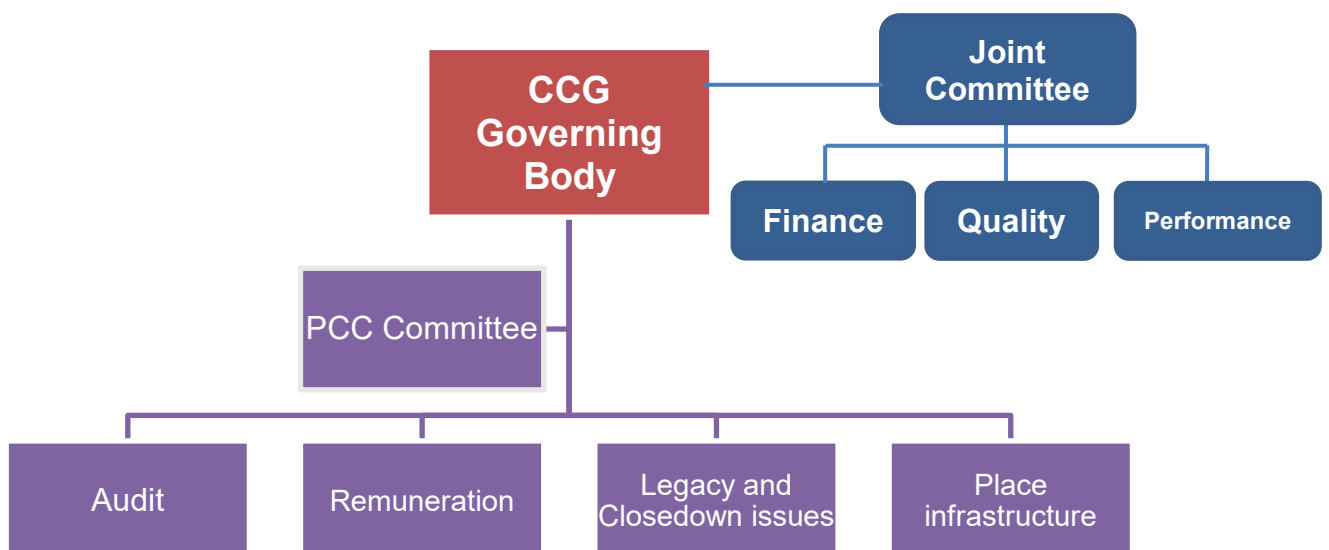 CCG
Governing
Body
Joint
Committee
Finance
Quality
Performance
PCC Committee
Audit
Remuneration
Legacy and
Closedown issues
Place
infrastructure